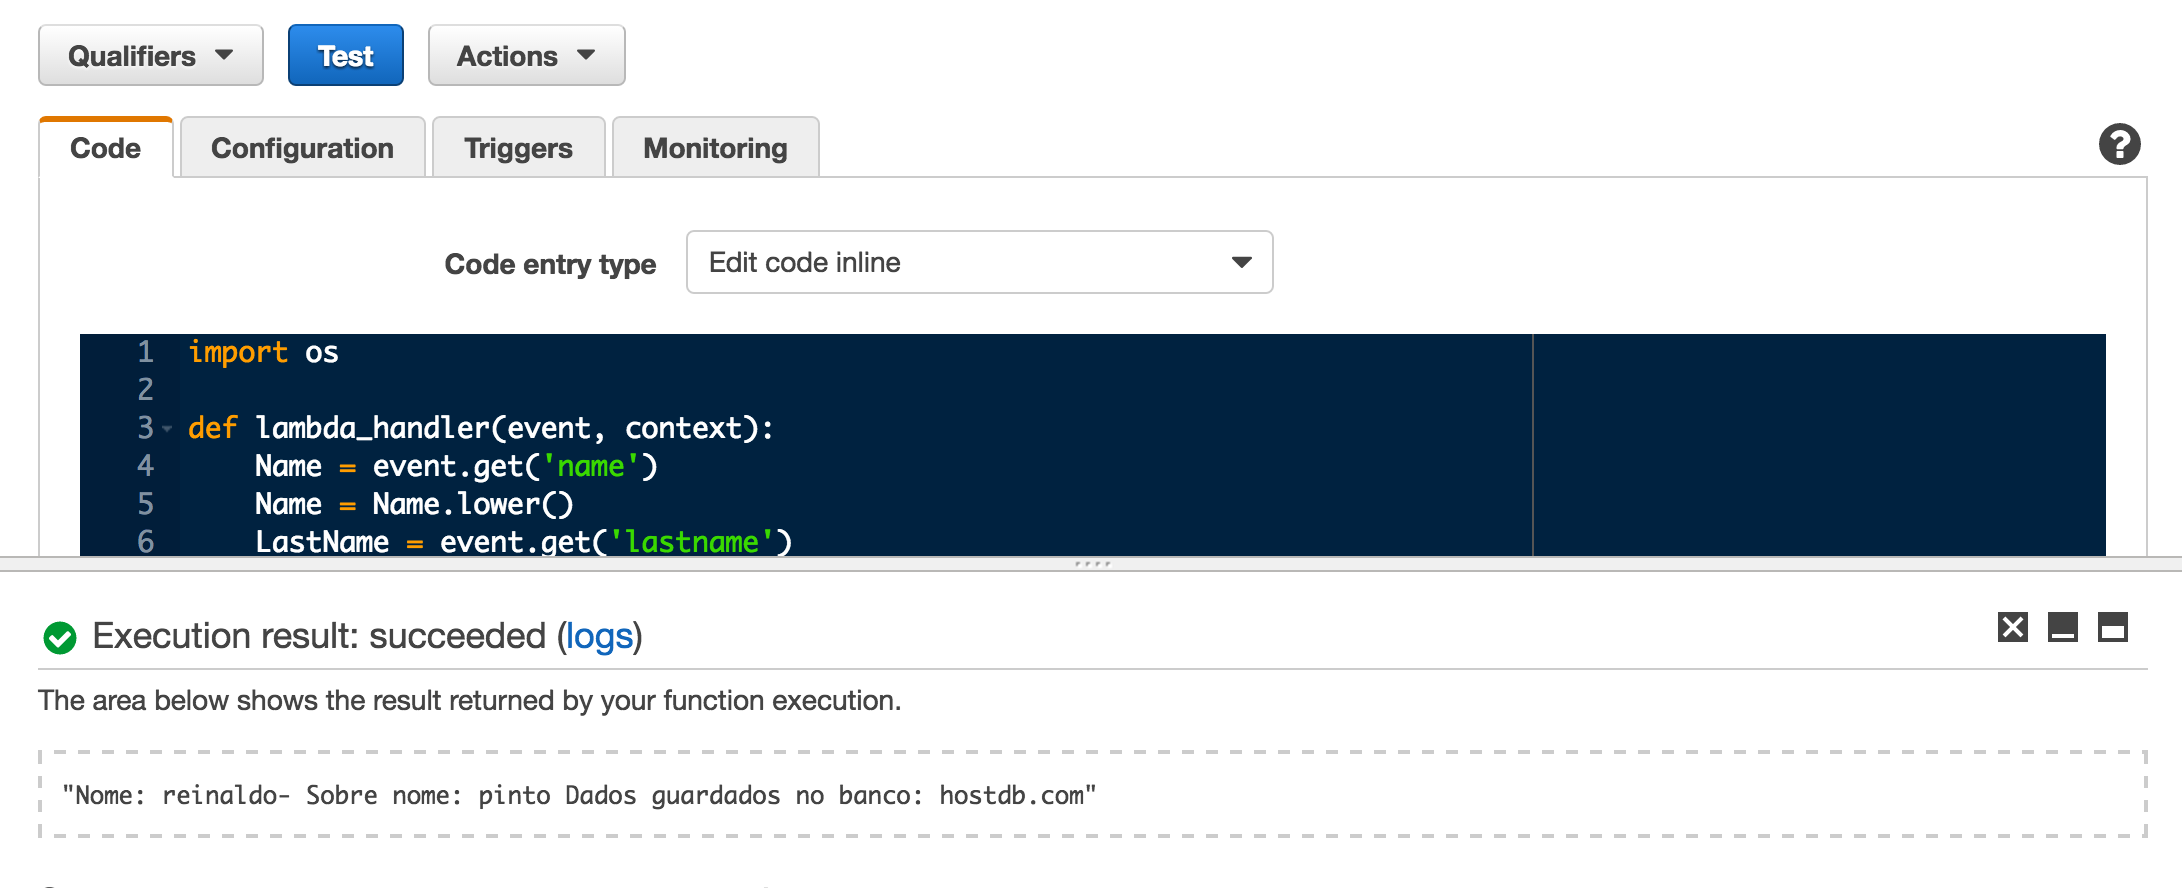 Qualifiers Test Actions
Code Configuration Triggers Monitoring ?
Code entry type Edit code inline
1 import os
2
3 def lambda_handler(event, context):
4 Name = event.get('name')
5 Name = Name.lower()
6 LastName = event.get('lastname')
Execution result: succeeded (logs)
The area below shows the result returned by your function execution.
"Nome: reinaldo- Sobre nome: pinto Dados guardados no banco: hostdb.com"